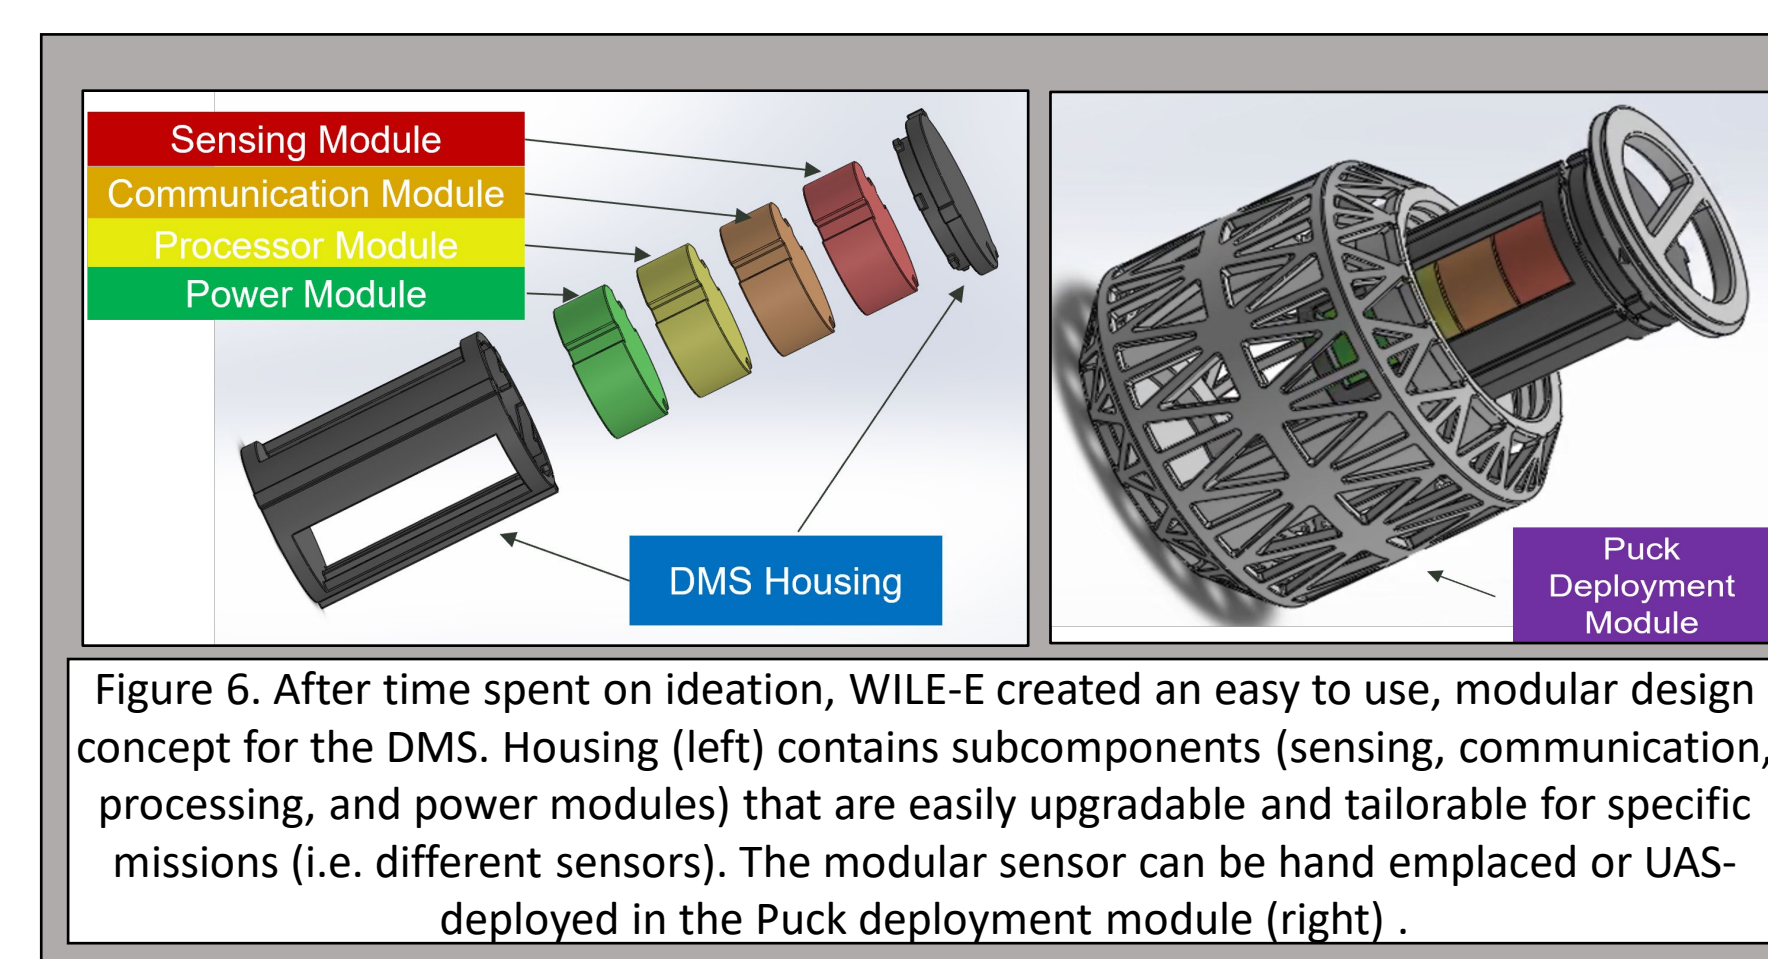 Sensing Module
Communication Module
Processor Module
Power Module
DMS Housing
Puck
Deployment
Module
Figure 6. After time spent on ideation, WILE-E created an easy to use, modular design
concept for the DMS. Housing (left) contains subcomponents (sensing, communication,
processing, and power modules) that are easily upgradable and tailorable for specific
missions (i.e. different sensors). The modular sensor can be hand emplaced or UAS-
deployed in the Puck deployment module (right) .